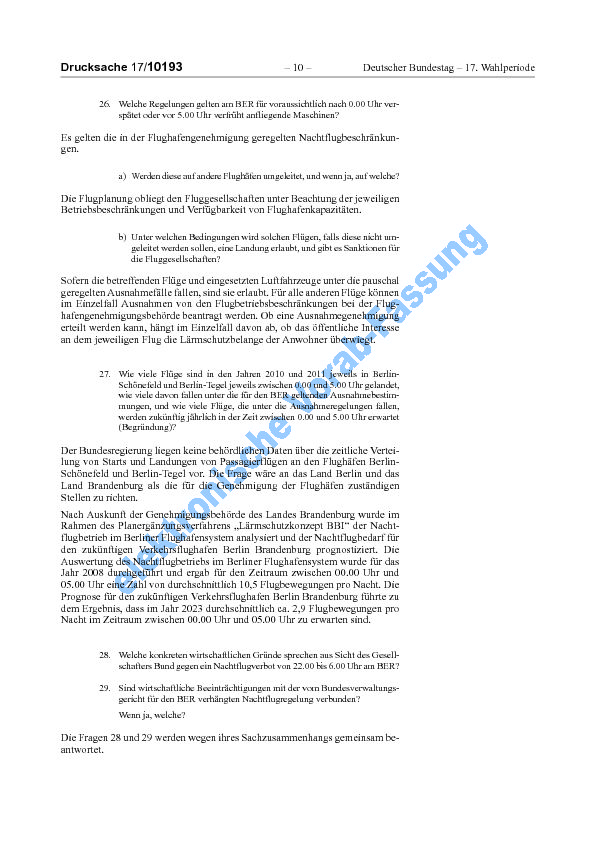 Drucksache 17/10193 – 10 – Deutscher Bundestag – 17. Wahlperiode
26. Welche Regelungen gelten am BER für voraussichtlich nach 0.00 Uhr ver-
spätet oder vor 5.00 Uhr verfrüht anfliegende Maschinen?
Es gelten die in der Flughafengenehmigung geregelten Nachtflugbeschränkun-
gen.
a) Werden diese auf andere Flughäfen umgeleitet, und wenn ja, auf welche?
Die Flugplanung obliegt den Fluggesellschaften unter Beachtung der jeweiligen
Betriebsbeschränkungen und Verfügbarkeit von Flughafenkapazitäten.
b) Unter welchen Bedingungen wird solchen Flügen, falls diese nicht um-
geleitet werden sollen, eine Landung erlaubt, und gibt es Sanktionen für
die Fluggesellschaften?
Sofern die betreffenden Flüge und eingesetzten Luftfahrzeuge unter die pauschal
geregelten Ausnahmefälle fallen, sind sie erlaubt. Für alle anderen Flüge können
im Einzelfall Ausnahmen von den Flugbetriebsbeschränkungen bei der Flug-
hafengenehmigungsbehörde beantragt werden. Ob eine Ausnahmegenehmigung
erteilt werden kann, hängt im Einzelfall davon ab, ob das öffentliche Interesse
an dem jeweiligen Flug die Lärmschutzbelange der Anwohner überwiegt.
27. Wie viele Flüge sind in den Jahren 2010 und 2011 jeweils in Berlin-
Schönefeld und Berlin-Tegel jeweils zwischen 0.00 und 5.00 Uhr gelandet,
wie viele davon fallen unter die für den BER geltenden Ausnahmebestim-
mungen, und wie viele Flüge, die unter die Ausnahmeregelungen fallen,
werden zukünftig jährlich in der Zeit zwischen 0.00 und 5.00 Uhr erwartet
(Begründung)?
Der Bundesregierung liegen keine behördlichen Daten über die zeitliche Vertei-
lung von Starts und Landungen von Passagierflügen an den Flughäfen Berlin-
Schönefeld und Berlin-Tegel vor. Die Frage wäre an das Land Berlin und das
Land Brandenburg als die für die Genehmigung der Flughäfen zuständigen
Stellen zu richten.
Nach Auskunft der Genehmigungsbehörde des Landes Brandenburg wurde im
Rahmen des Planergänzungsverfahrens „Lärmschutzkonzept BBI“ der Nacht-
flugbetrieb im Berliner Flughafensystem analysiert und der Nachtflugbedarf für
den zukünftigen Verkehrsflughafen Berlin Brandenburg prognostiziert. Die
Auswertung des Nachtflugbetriebs im Berliner Flughafensystem wurde für das
Jahr 2008 durchgeführt und ergab für den Zeitraum zwischen 00.00 Uhr und
05.00 Uhr eine Zahl von durchschnittlich 10,5 Flugbewegungen pro Nacht. Die
Prognose für den zukünftigen Verkehrsflughafen Berlin Brandenburg führte zu
dem Ergebnis, dass im Jahr 2023 durchschnittlich ca. 2,9 Flugbewegungen pro
Nacht im Zeitraum zwischen 00.00 Uhr und 05.00 Uhr zu erwarten sind.
28. Welche konkreten wirtschaftlichen Gründe sprechen aus Sicht des Gesell-
schafters Bund gegen ein Nachtflugverbot von 22.00 bis 6.00 Uhr am BER?
29. Sind wirtschaftliche Beeinträchtigungen mit der vom Bundesverwaltungs-
gericht für den BER verhängten Nachtflugregelung verbunden?
Wenn ja, welche?
Die Fragen 28 und 29 werden wegen ihres Sachzusammenhangs gemeinsam be-
antwortet.
elektronische Vorab-Fassung